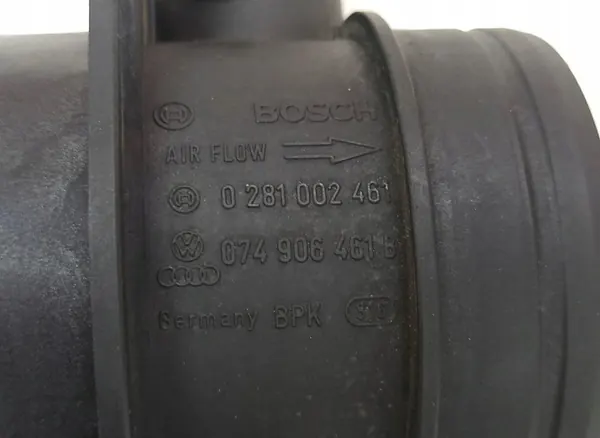 BOSCH
AIR FLOW
0 281 002 461
074 906 461 B
Germany BPK